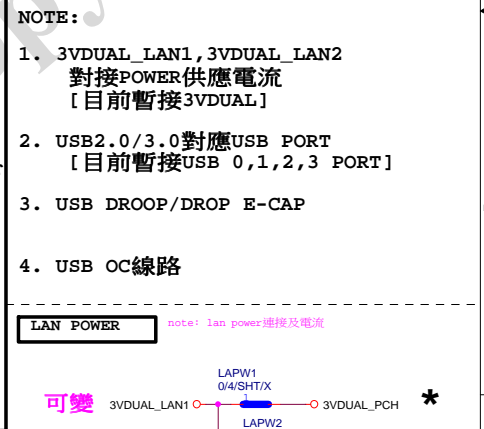 NOTE:
1. 3VDUAL_LAN1,3VDUAL_LAN2
對接POWER供應電流
[目前暫接3VDUAL]
2. USB2.0/3.0對應USB PORT
[目前暫接USB 0,1,2,3 PORT]
3. USB DROOP/DROP E-CAP
4. USB OC線路
LAN POWER
note: lan power連接及電流
LAPW1
0/4/SHT/X
1
可變 3VDUAL_LAN1 3VDUAL_PCH *
LAPW2